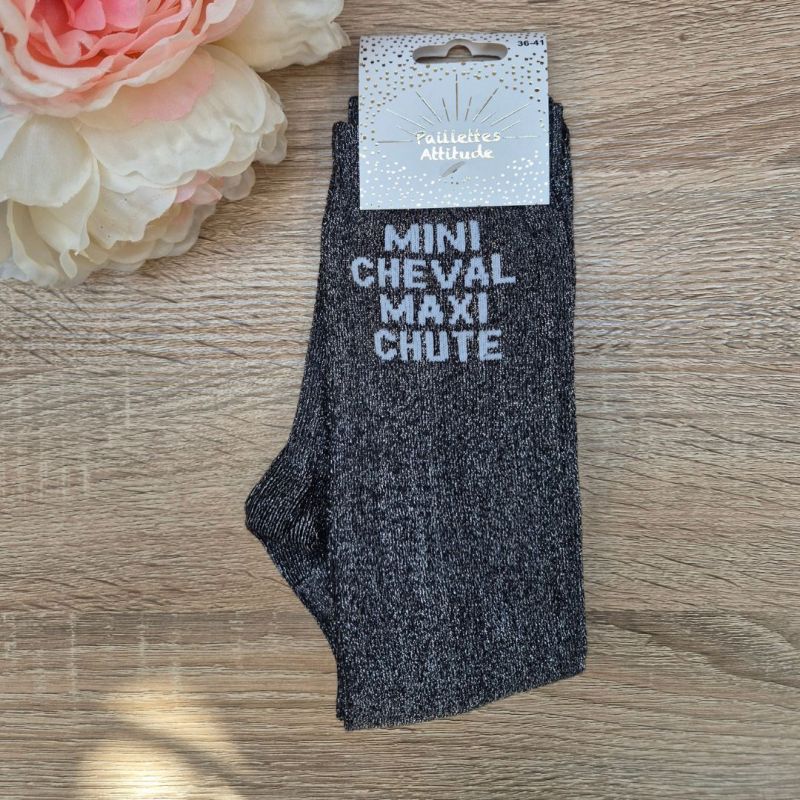 36-41
Paillettes
Attitude
MINI
CHEVAL
MAXI
CHUTE